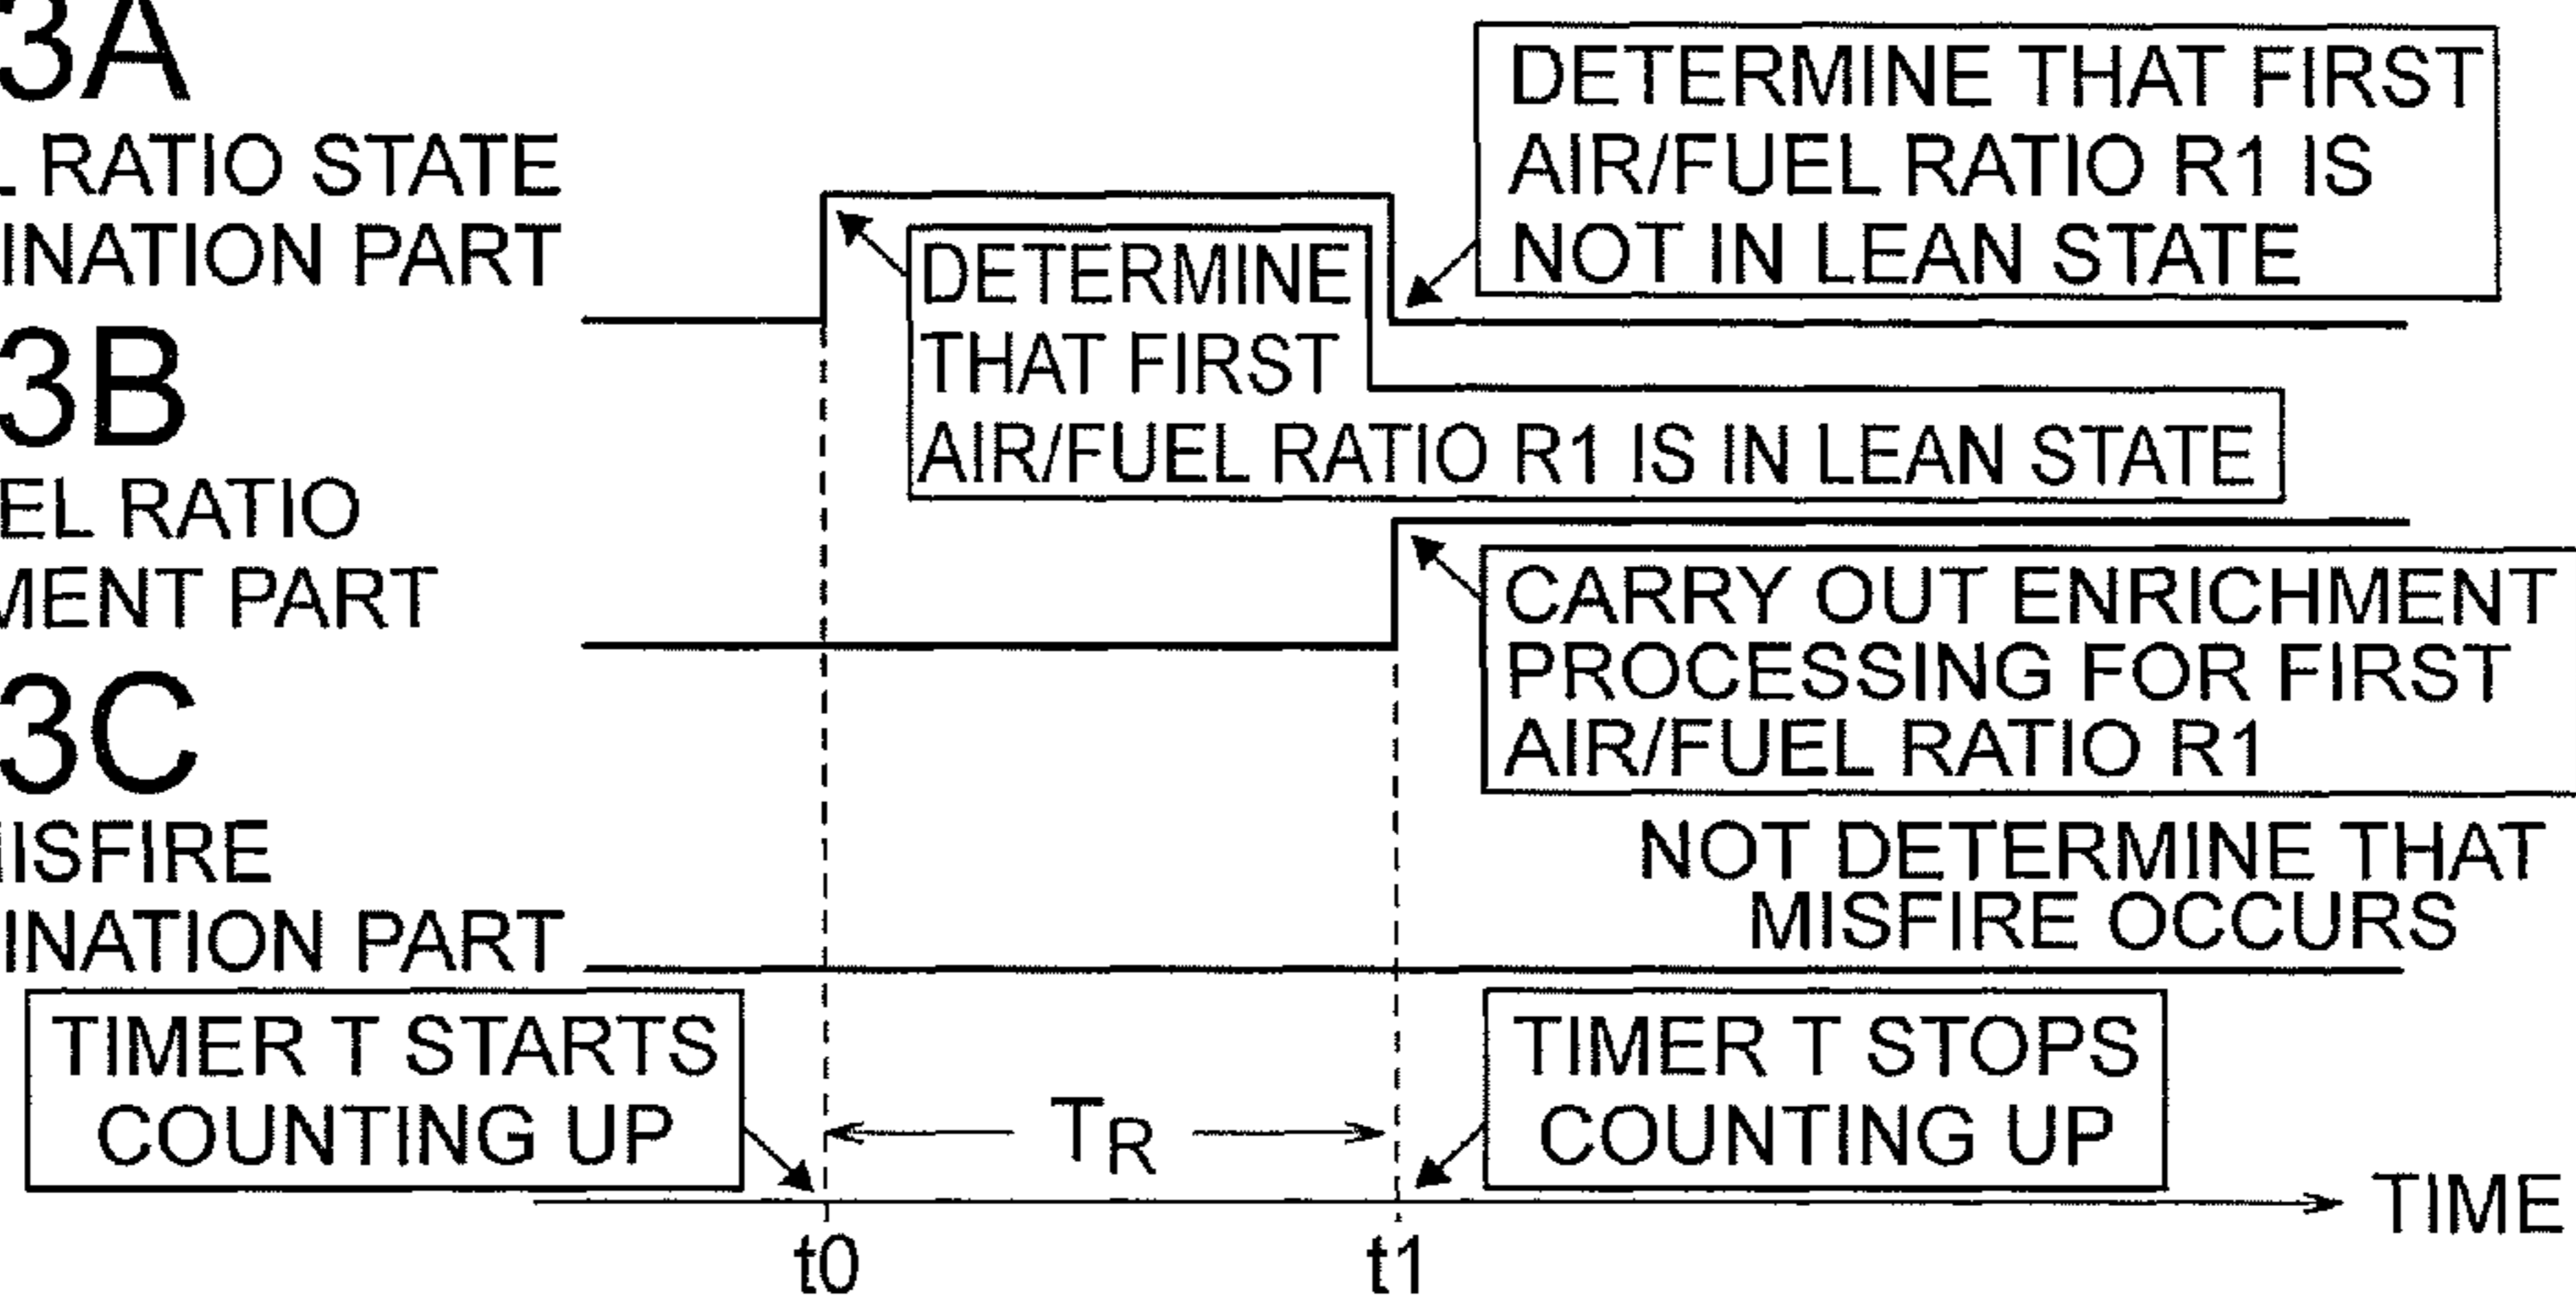 3A
RATIO STATE
INATION PART
DETERMINE THAT FIRST
AIR/FUEL RATIO R1 IS
NOT IN LEAN STATE
DETERMINE
THAT FIRST
AIR/FUEL RATIO R1 IS IN LEAN STATE
3B
EL RATIO
MENT PART
CARRY OUT ENRICHMENT
PROCESSING FOR FIRST
AIR/FUEL RATIO R1
3C
MISFIRE
INATION PART
NOT DETERMINE THAT
MISFIRE OCCURS
TIMER T STARTS
COUNTING UP
TR
TIMER T STOPS
COUNTING UP
TIME
t0
t1